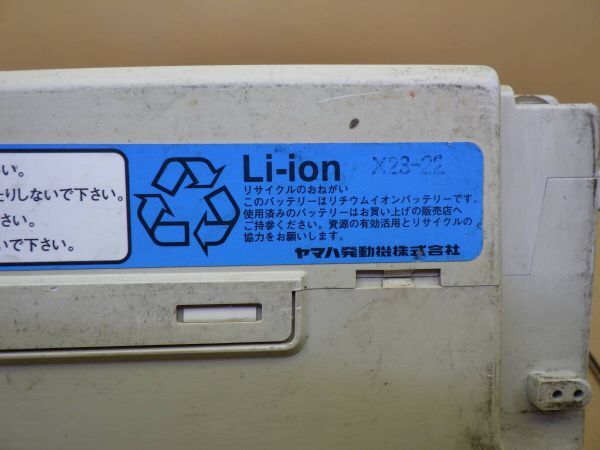 い。
たりしないで下さい。
さい。
いで下さい。
Li-ion
X23-22
リサイクルのおねがい
このバッテリーはリチウムイオンバッテリーです。
使用済みのバッテリーはお買い上げの販売店へ
ご持参ください。資源の有効活用とリサイクルの
協力をお願いします。
ヤマハ発動機株式会社